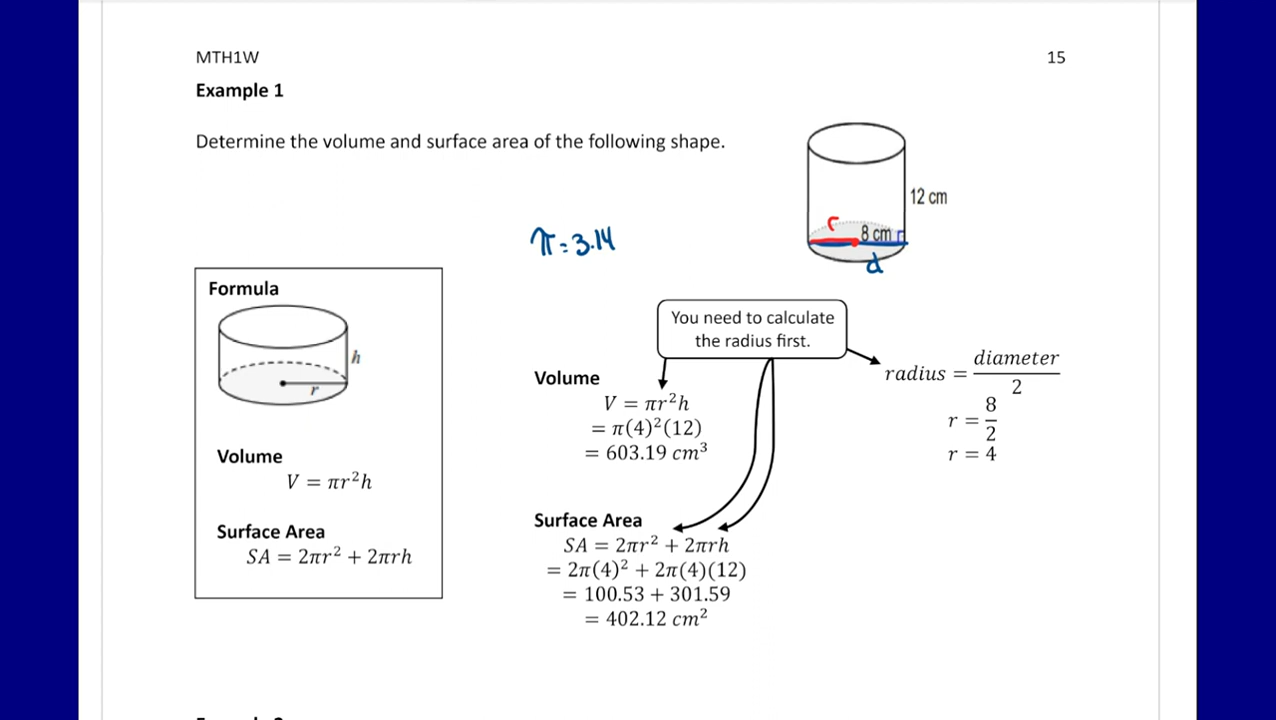 MTH1W 15
Example 1
Determine the volume and surface area of the following shape.
12 cm
r
8 cm
d
π = 3.14
Formula
h
r
Volume
V = πr²h
Surface Area
SA = 2πr² + 2πrh
You need to calculate
the radius first.
Volume
V = πr²h
= π(4)²(12)
= 603.19 cm³
radius = diameter/2
r = 8/2
r = 4
Surface Area
SA = 2πr² + 2πrh
= 2π(4)² + 2π(4)(12)
= 100.53 + 301.59
= 402.12 cm²